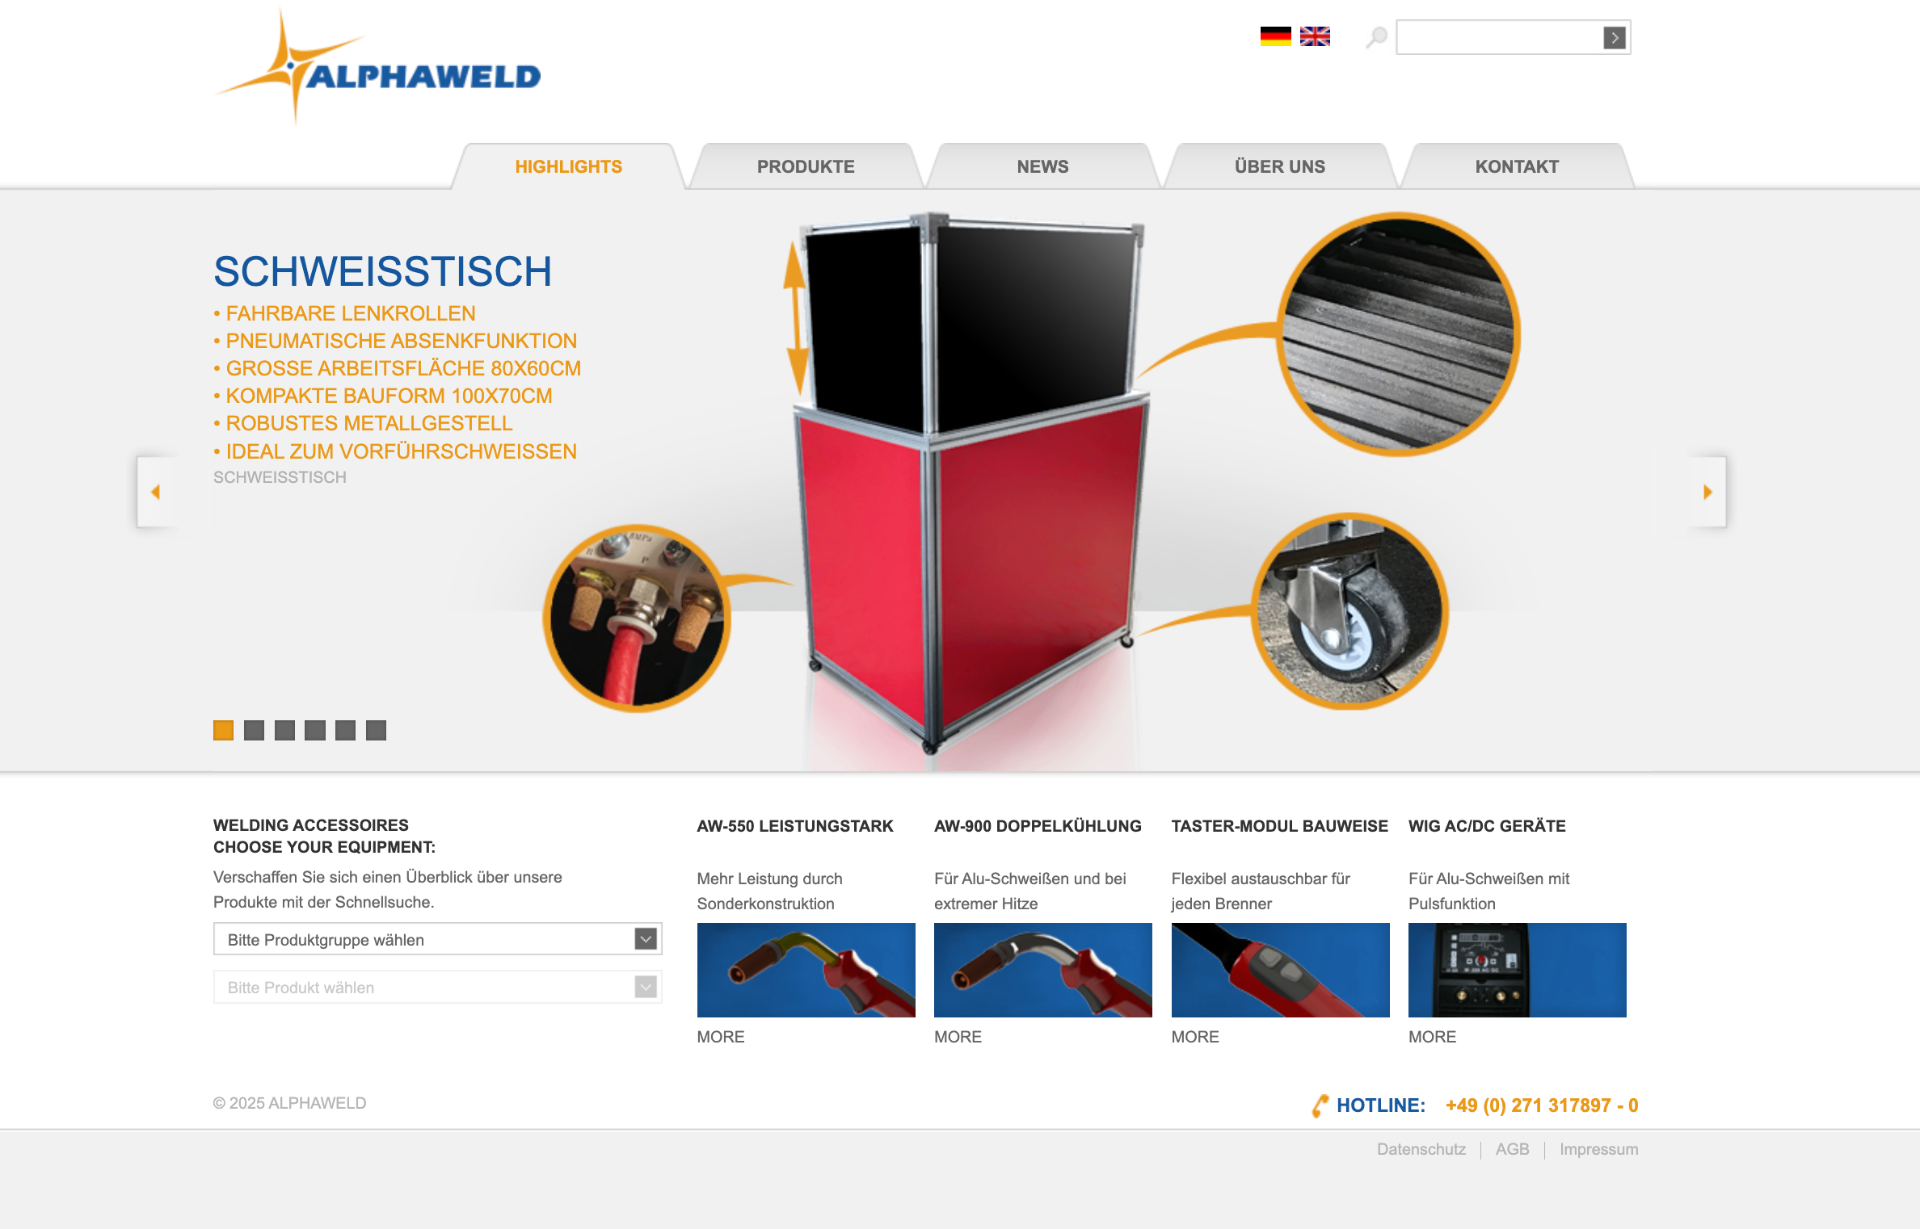 ALPHAWELD
HIGHLIGHTS
PRODUKTE
NEWS
ÜBER UNS
KONTAKT
SCHWEISSTISCH
• FAHRBARE LENKROLLEN
• PNEUMATISCHE ABSENKFUNKTION
• GROSSE ARBEITSFLÄCHE 80X60CM
• KOMPAKTE BAUFORM 100X70CM
• ROBUSTES METALLGESTELL
• IDEAL ZUM VORFÜHRSCHWEISSEN
SCHWEISSTISCH
WELDING ACCESSOIRES
CHOOSE YOUR EQUIPMENT:
Verschaffen Sie sich einen Überblick über unsere
Produkte mit der Schnellsuche.
Bitte Produktgruppe wählen
Bitte Produkt wählen
AW-550 LEISTUNGSTARK
Mehr Leistung durch
Sonderkonstruktion
MORE
AW-900 DOPPELKÜHLUNG
Für Alu-Schweißen und bei
extremer Hitze
MORE
TASTER-MODUL BAUWEISE
Flexibel austauschbar für
jeden Brenner
MORE
WIG AC/DC GERÄTE
Für Alu-Schweißen mit
Pulsfunktion
MORE
© 2025 ALPHAWELD
HOTLINE: +49 (0) 271 317897 - 0
Datenschutz | AGB | Impressum